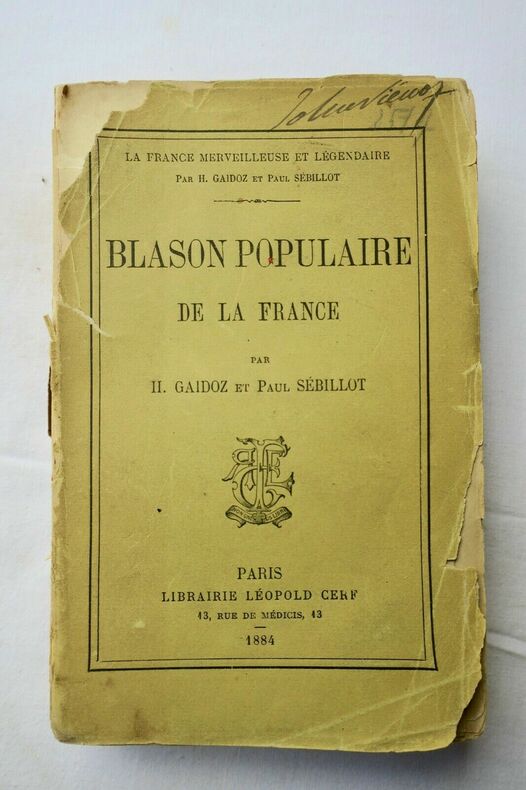 LA FRANCE MERVEILLEUSE ET LÉGENDAIRE
PAR H. GAIDOZ ET PAUL SÉBILLOT
BLASON POPULAIRE
DE LA FRANCE
PAR
H. GAIDOZ ET PAUL SÉBILLOT
PARIS
LIBRAIRIE LÉOPOLD CERF
13, RUE DE MÉDICIS, 13
1884